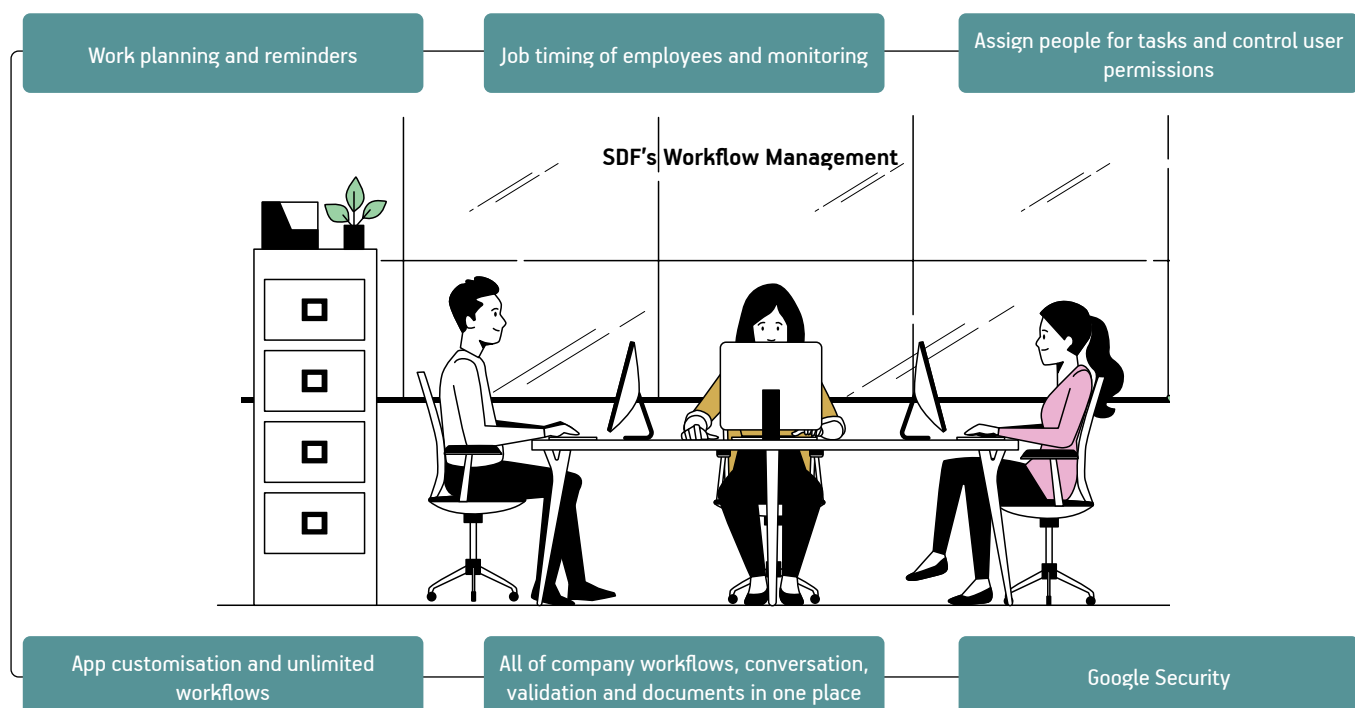 Work planning and reminders
Job timing of employees and monitoring
Assign people for tasks and control user
permissions
SDF's Workflow Management
App customisation and unlimited
workflows
All of company workflows, conversation,
validation and documents in one place
Google Security